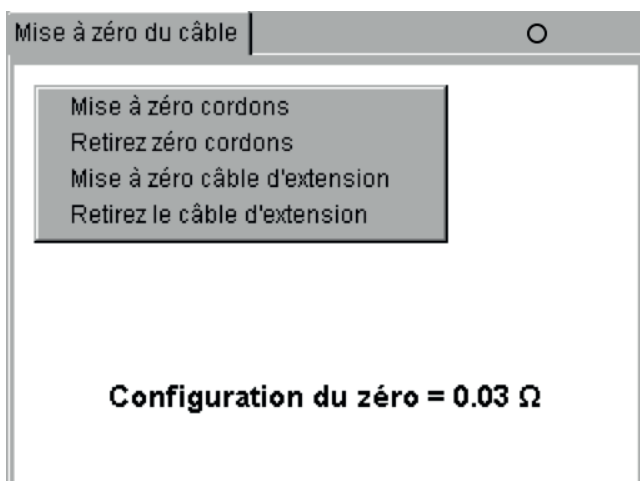 Mise à zéro du câble
Mise à zéro cordons
Retirez zéro cordons
Mise à zéro câble d'extension
Retirez le câble d'extension
Configuration du zéro = 0.03 Ω